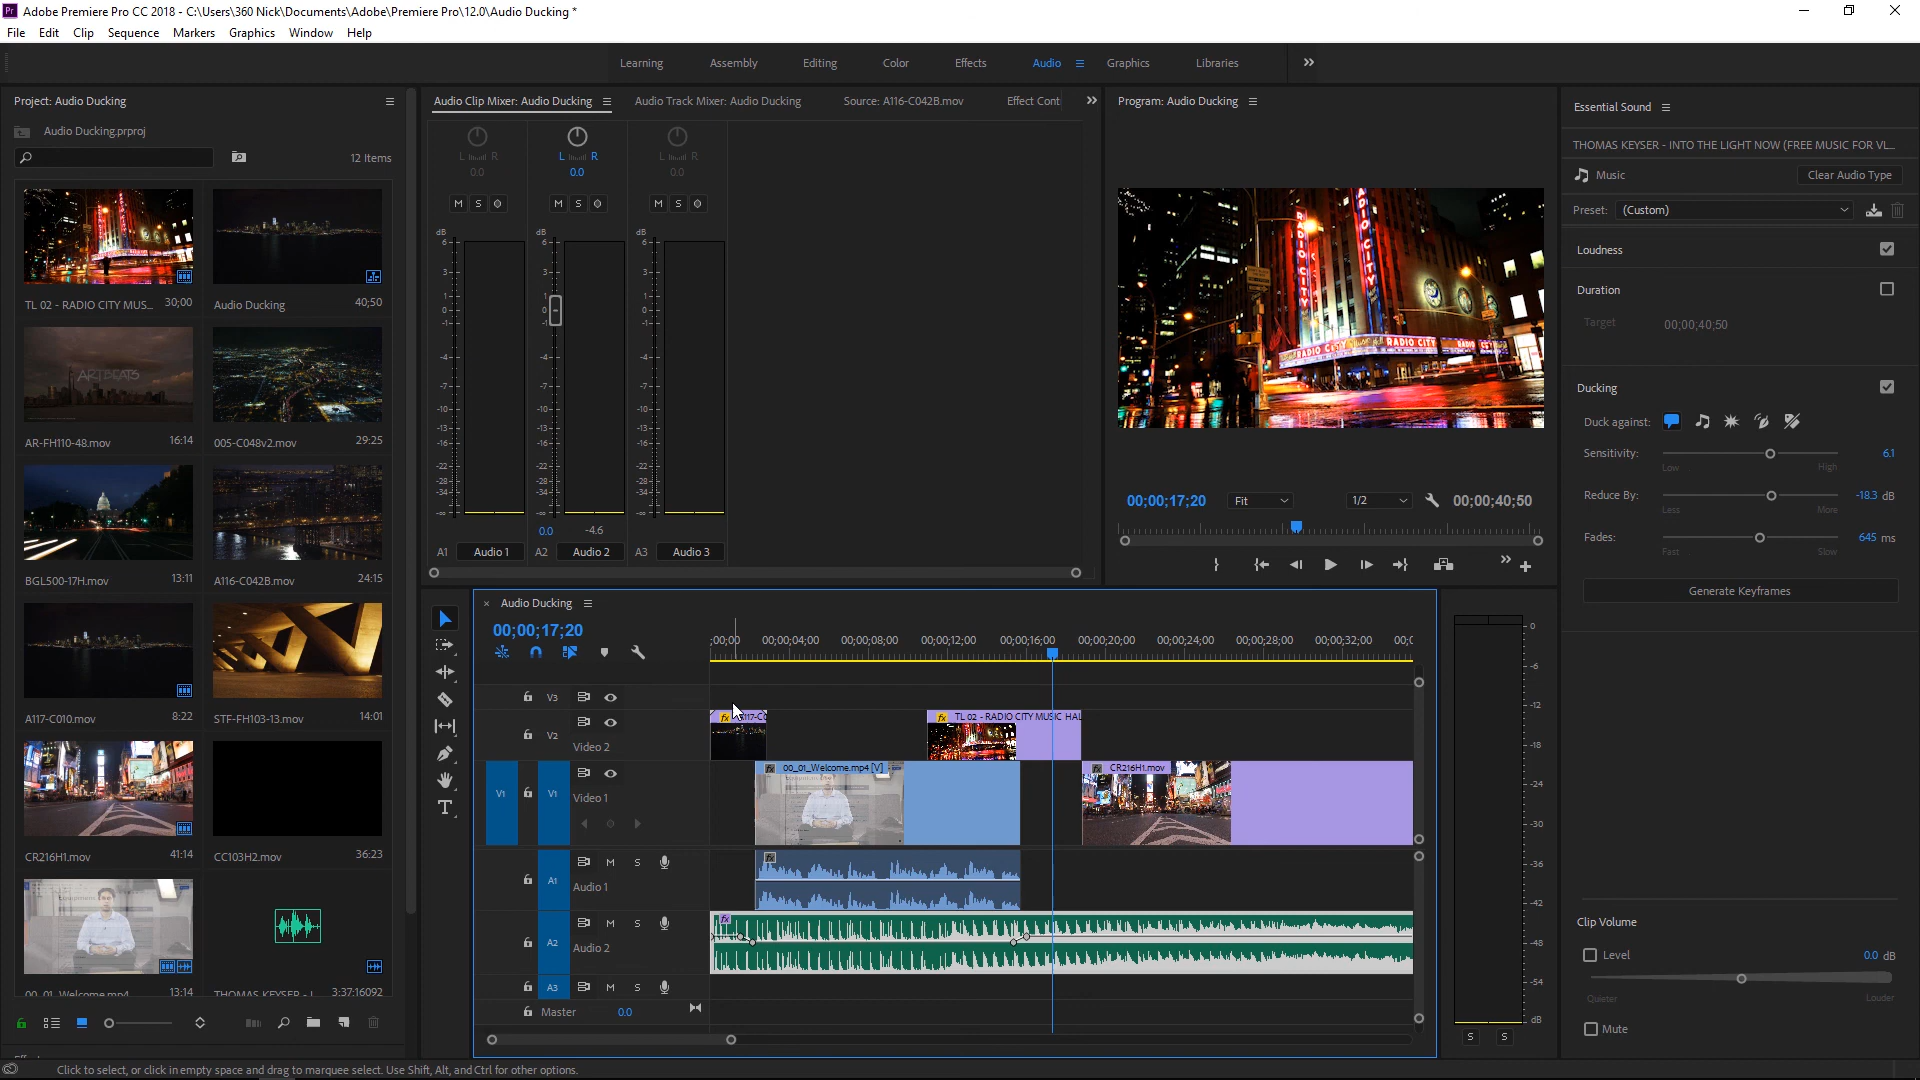 Adobe Premiere Pro CC 2018 - C:\Users\360 Nick\Documents\Adobe\Premiere Pro\12.0\Audio Ducking *
File Edit Clip Sequence Markers Graphics Window Help
Learning Assembly Editing Color Effects Audio Graphics Libraries
Project: Audio Ducking
Audio Ducking.prproj
12 Items
TL 02 - RADIO CITY MUS... 30;00
Audio Ducking 40;50
ARTBEATS
AR-FH110-48.mov 16:14
005-C048v2.mov 29:25
BGL500-17H.mov 13:11
A116-C042B.mov 24:15
A117-C010.mov 8:22
STF-FH103-13.mov 14:01
CR216H1.mov 41:14
CC103H2.mov 36:23
00_01_Welcome.mp4 13:14
THOMAS KEYSER - I... 3:37:16092
Audio Clip Mixer: Audio Ducking
Audio Track Mixer: Audio Ducking
Source: A116-C042B.mov
Effect Cont
L R L R L R
0.0 0.0 0.0
M S M S M S
dB dB dB
6 6 6
3 3 3
1 1 1
0 0 0
-1 -1 -1
-4 -4 -4
-7 -7 -7
-10 -10 -10
-13 -13 -13
-16 -16 -16
-22 -22 -22
-28 -28 -28
-34 -34 -34
-∞ -∞ -∞
0.0 -4.6
A1 Audio 1 A2 Audio 2 A3 Audio 3
Program: Audio Ducking
RADIO CITY
RADIO CITY
RADIO CITY Music Hall RADIO CITY
00;00;17;20 Fit 1/2 00;00;40;50
Essential Sound
THOMAS KEYSER - INTO THE LIGHT NOW (FREE MUSIC FOR VL...
Music Clear Audio Type
Preset: (Custom)
Loudness
Duration
Target 00;00;40;50
Ducking
Duck against:
Sensitivity: 6.1
Low High
Reduce By: -18.3 dB
Less More
Fades: 645 ms
Fast Slow
Generate Keyframes
Clip Volume
Level 0.0 dB
Quieter Louder
Mute
Audio Ducking
00;00;17;20
;00;00 00;00;04;00 00;00;08;00 00;00;12;00 00;00;16;00 00;00;20;00 00;00;24;00 00;00;28;00 00;00;32;00 00;(
V3
fx A117-C0
fx TL 02 - RADIO CITY MUSIC HAL
V2
Video 2
fx 00_01_Welcome.mp4 [V]
fx CR216H1.mov
V1 V1
Video 1
M S
fx
A1
Audio 1
M S
fx
A2
Audio 2
A3 M S
Master 0.0
0
-6
-12
-18
-24
-30
-36
-42
-48
-54
dB
S S
Click to select, or click in empty space and drag to marquee select. Use Shift, Alt, and Ctrl for other options.